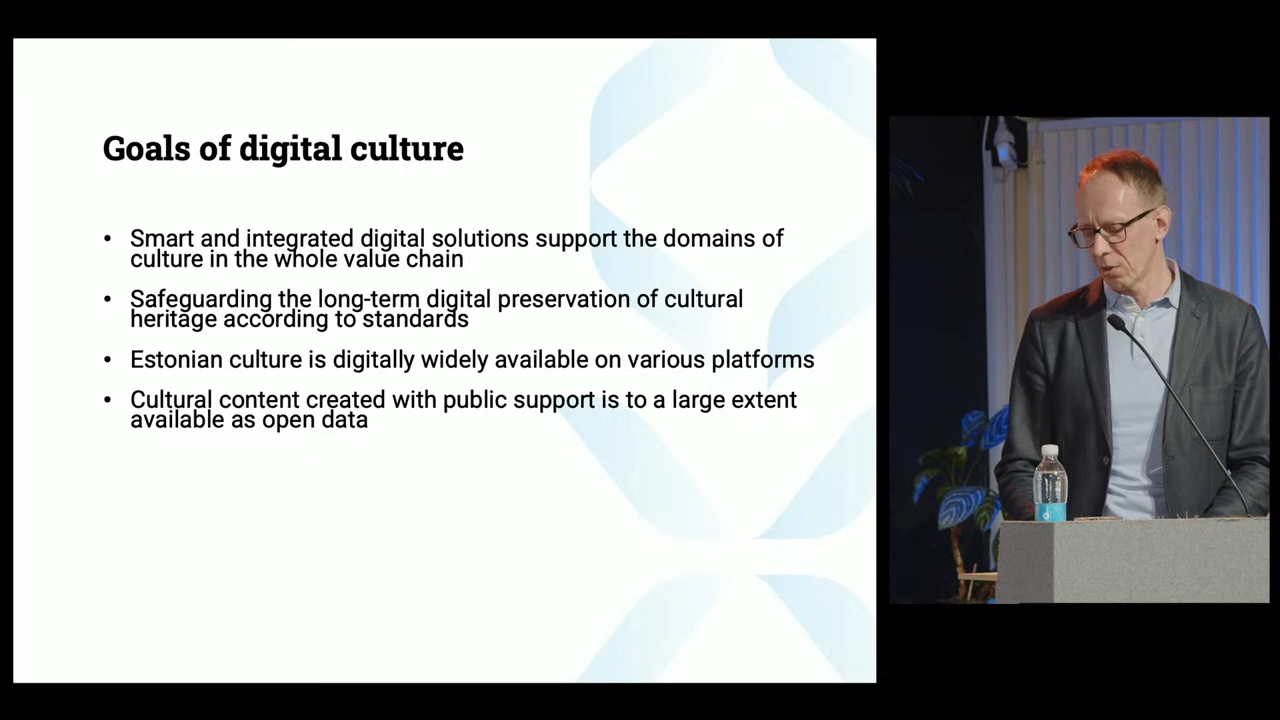 Goals of digital culture
• Smart and integrated digital solutions support the domains of
culture in the whole value chain
• Safeguarding the long-term digital preservation of cultural
heritage according to standards
• Estonian culture is digitally widely available on various platforms
• Cultural content created with public support is to a large extent
available as open data